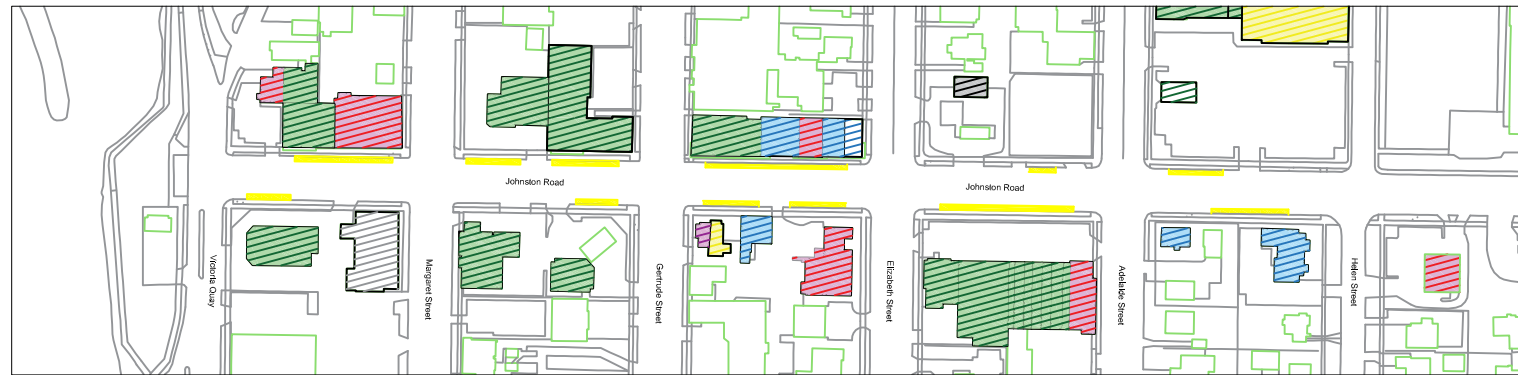 Johnston Road
Johnston Road
Victoria Quay
Margaret Street
Gertrude Street
Elizabeth Street
Adelaide Street
Helen Street